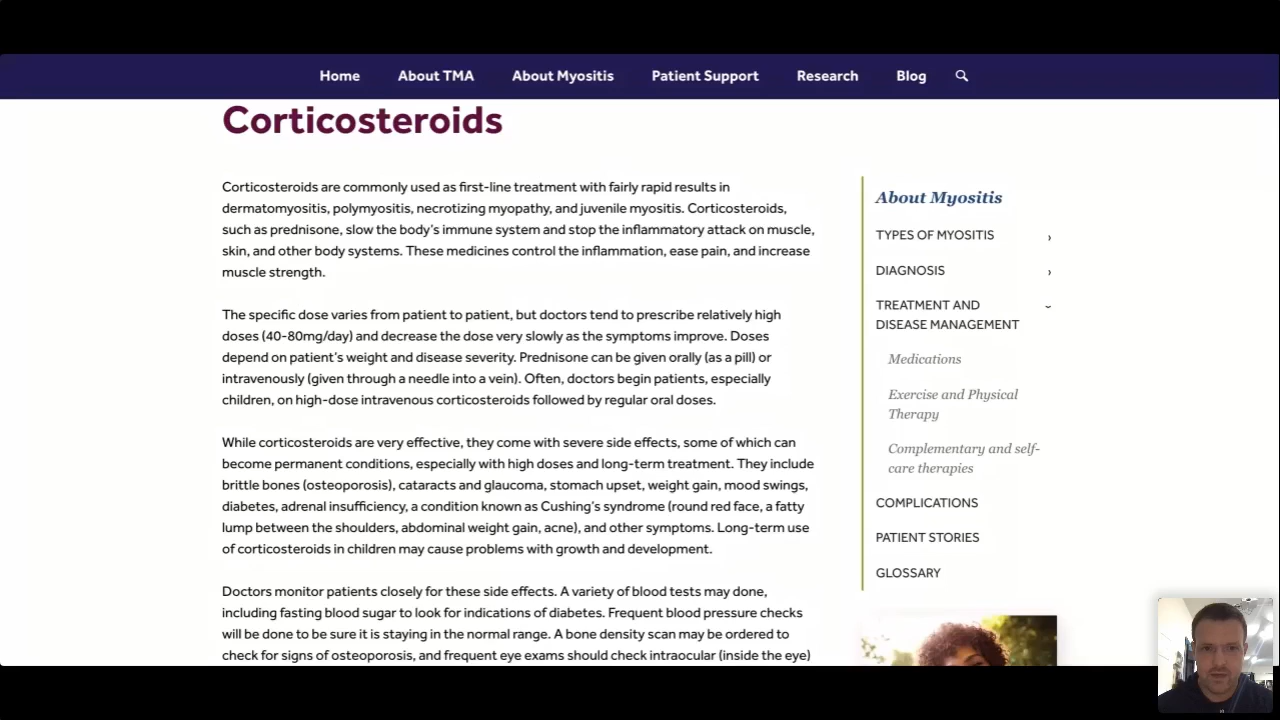 Home About TMA About Myositis Patient Support Research Blog
Corticosteroids
Corticosteroids are commonly used as first-line treatment with fairly rapid results in
dermatomyositis, polymyositis, necrotizing myopathy, and juvenile myositis. Corticosteroids,
such as prednisone, slow the body’s immune system and stop the inflammatory attack on muscle,
skin, and other body systems. These medicines control the inflammation, ease pain, and increase
muscle strength.
The specific dose varies from patient to patient, but doctors tend to prescribe relatively high
doses (40-80mg/day) and decrease the dose very slowly as the symptoms improve. Doses
depend on patient’s weight and disease severity. Prednisone can be given orally (as a pill) or
intravenously (given through a needle into a vein). Often, doctors begin patients, especially
children, on high-dose intravenous corticosteroids followed by regular oral doses.
While corticosteroids are very effective, they come with severe side effects, some of which can
become permanent conditions, especially with high doses and long-term treatment. They include
brittle bones (osteoporosis), cataracts and glaucoma, stomach upset, weight gain, mood swings,
diabetes, adrenal insufficiency, a condition known as Cushing’s syndrome (round red face, a fatty
lump between the shoulders, abdominal weight gain, acne), and other symptoms. Long-term use
of corticosteroids in children may cause problems with growth and development.
Doctors monitor patients closely for these side effects. A variety of blood tests may done,
including fasting blood sugar to look for indications of diabetes. Frequent blood pressure checks
will be done to be sure it is staying in the normal range. A bone density scan may be ordered to
check for signs of osteoporosis, and frequent eye exams should check intraocular (inside the eye)
About Myositis
TYPES OF MYOSITIS
DIAGNOSIS
TREATMENT AND
DISEASE MANAGEMENT
Medications
Exercise and Physical
Therapy
Complementary and self-
care therapies
COMPLICATIONS
PATIENT STORIES
GLOSSARY